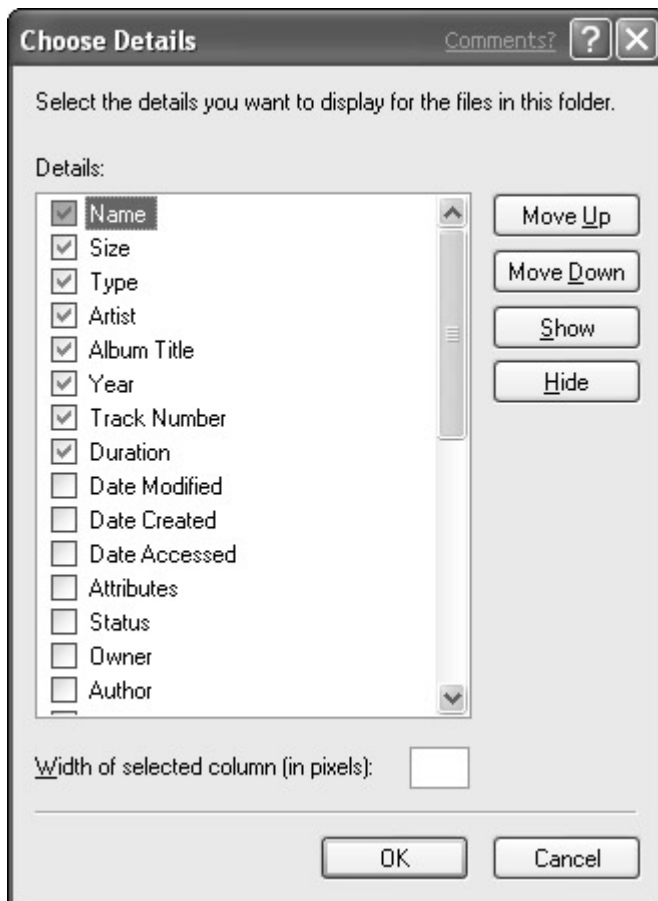 Choose Details
Comments?
Select the details you want to display for the files in this folder.
Details:
Name
Size
Type
Artist
Album Title
Year
Track Number
Duration
Date Modified
Date Created
Date Accessed
Attributes
Status
Owner
Author
Move Up
Move Down
Show
Hide
Width of selected column (in pixels):
OK
Cancel